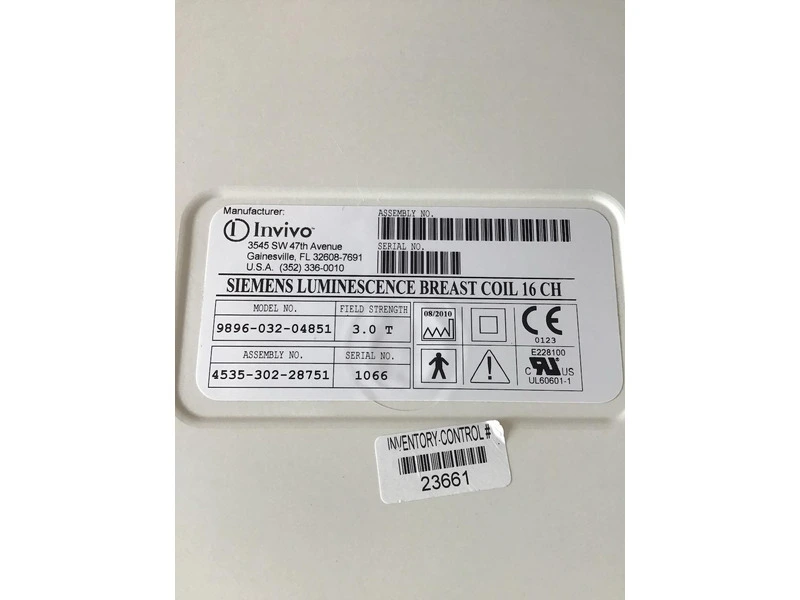 Manufacturer:
Invivo™
3545 SW 47th Avenue
Gainesville, FL 32608-7691
U.S.A. (352) 336-0010
ASSEMBLY NO.
SERIAL NO.
SIEMENS LUMINESCENCE BREAST COIL 16 CH
MODEL NO.
FIELD STRENGTH
9896-032-04851
3.0 T
ASSEMBLY NO.
SERIAL NO.
4535-302-28751
1066
08/2010
CE
0123
E228100
C RU US
UL60601-1
INVENTORY-CONTROL #
23661